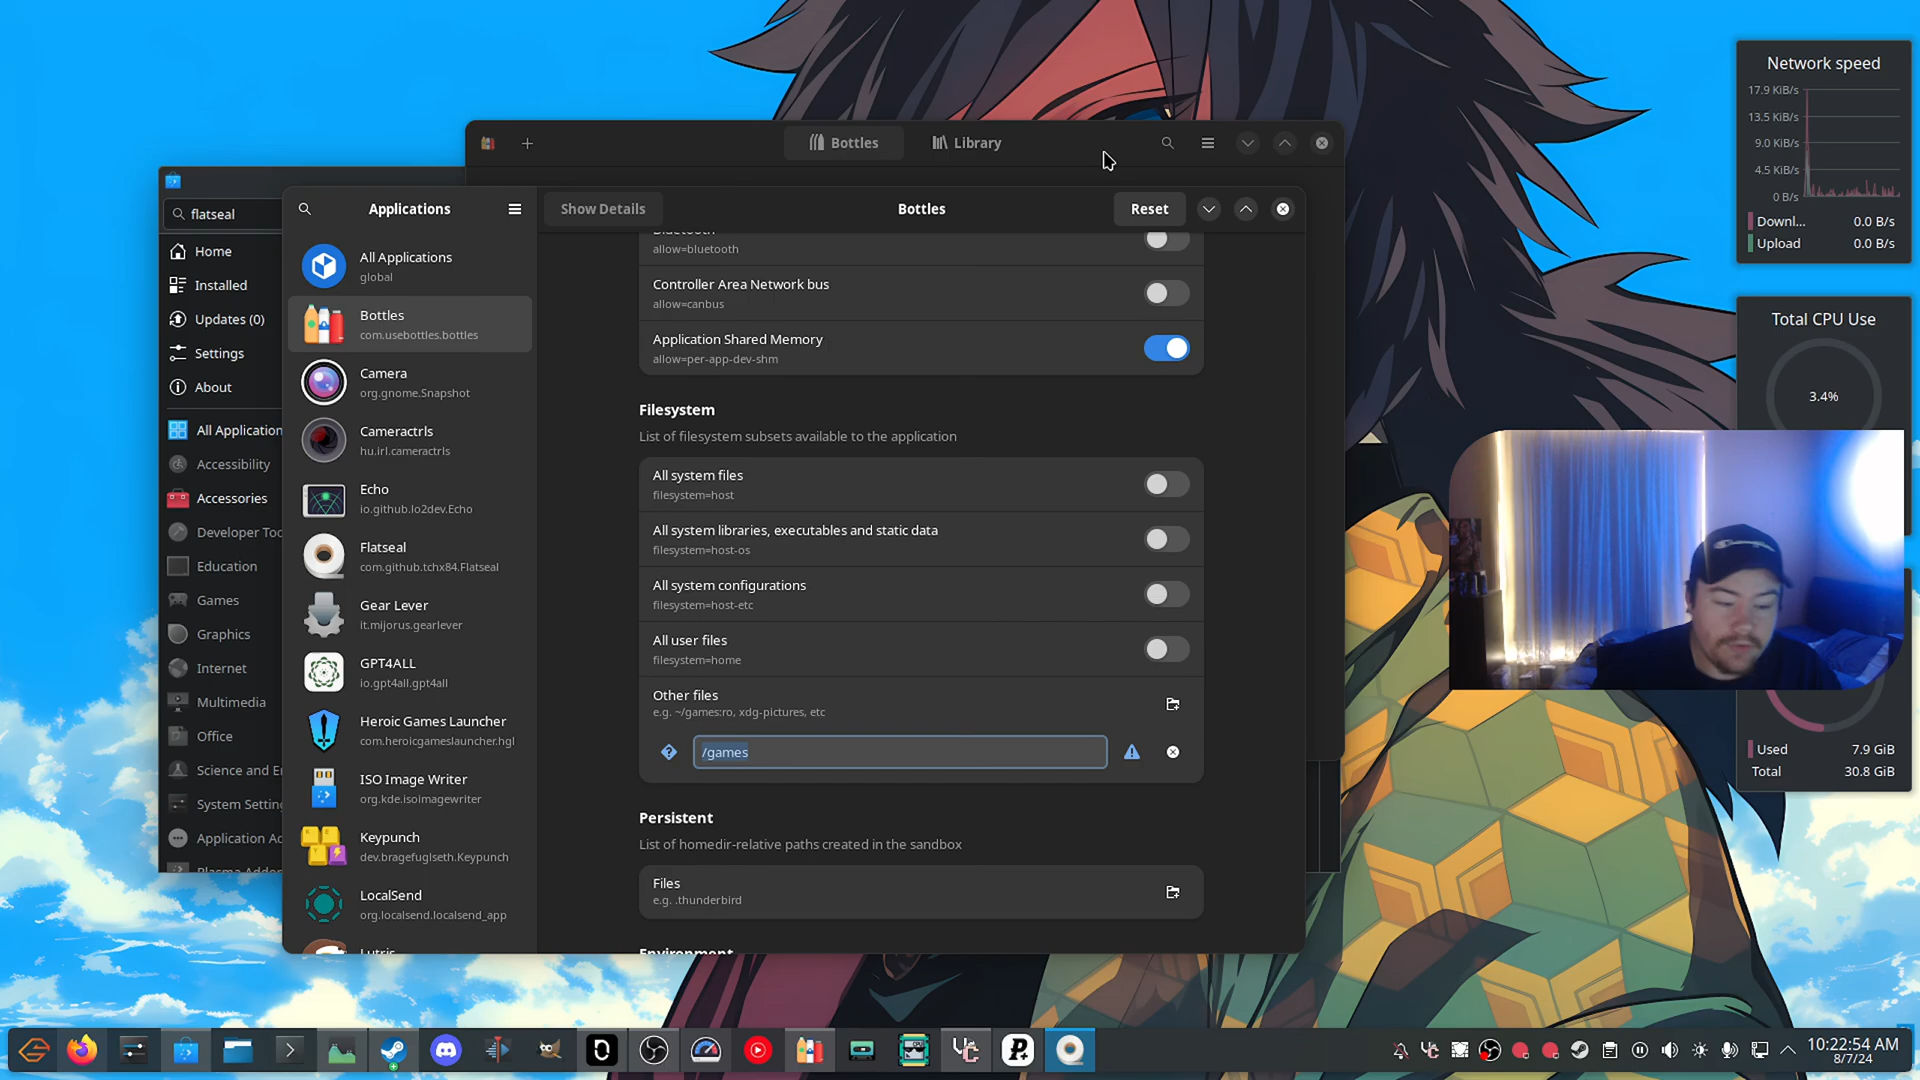 Bottles
Library
flatseal
Home
Installed
Updates (0)
Settings
About
All Application
Accessibility
Accessories
Developer Too
Education
Games
Graphics
Internet
Multimedia
Office
Science and E
System Setting
Application Ad
Plasma Addon
Applications
All Applications
global
Bottles
com.usebottles.bottles
Camera
org.gnome.Snapshot
Cameractrls
hu.irl.cameractrls
Echo
io.github.lo2dev.Echo
Flatseal
com.github.tchx84.Flatseal
Gear Lever
it.mijorus.gearlever
GPT4ALL
io.gpt4all.gpt4all
Heroic Games Launcher
com.heroicgameslauncher.hgl
ISO Image Writer
org.kde.isoimagewriter
Keypunch
dev.bragefuglseth.Keypunch
LocalSend
org.localsend.localsend_app
Lutris
Show Details
Bottles
Reset
Bluetooth
allow=bluetooth
Controller Area Network bus
allow=canbus
Application Shared Memory
allow=per-app-dev-shm
Filesystem
List of filesystem subsets available to the application
All system files
filesystem=host
All system libraries, executables and static data
filesystem=host-os
All system configurations
filesystem=host-etc
All user files
filesystem=home
Other files
e.g. ~/games:ro, xdg-pictures, etc
/games
Persistent
List of homedir-relative paths created in the sandbox
Files
e.g. .thunderbird
Environment
Network speed
17.9 KiB/s
13.5 KiB/s
9.0 KiB/s
4.5 KiB/s
0 B/s
Downl... 0.0 B/s
Upload 0.0 B/s
Total CPU Use
3.4%
Used 7.9 GiB
Total 30.8 GiB
10:22:54 AM
8/7/24